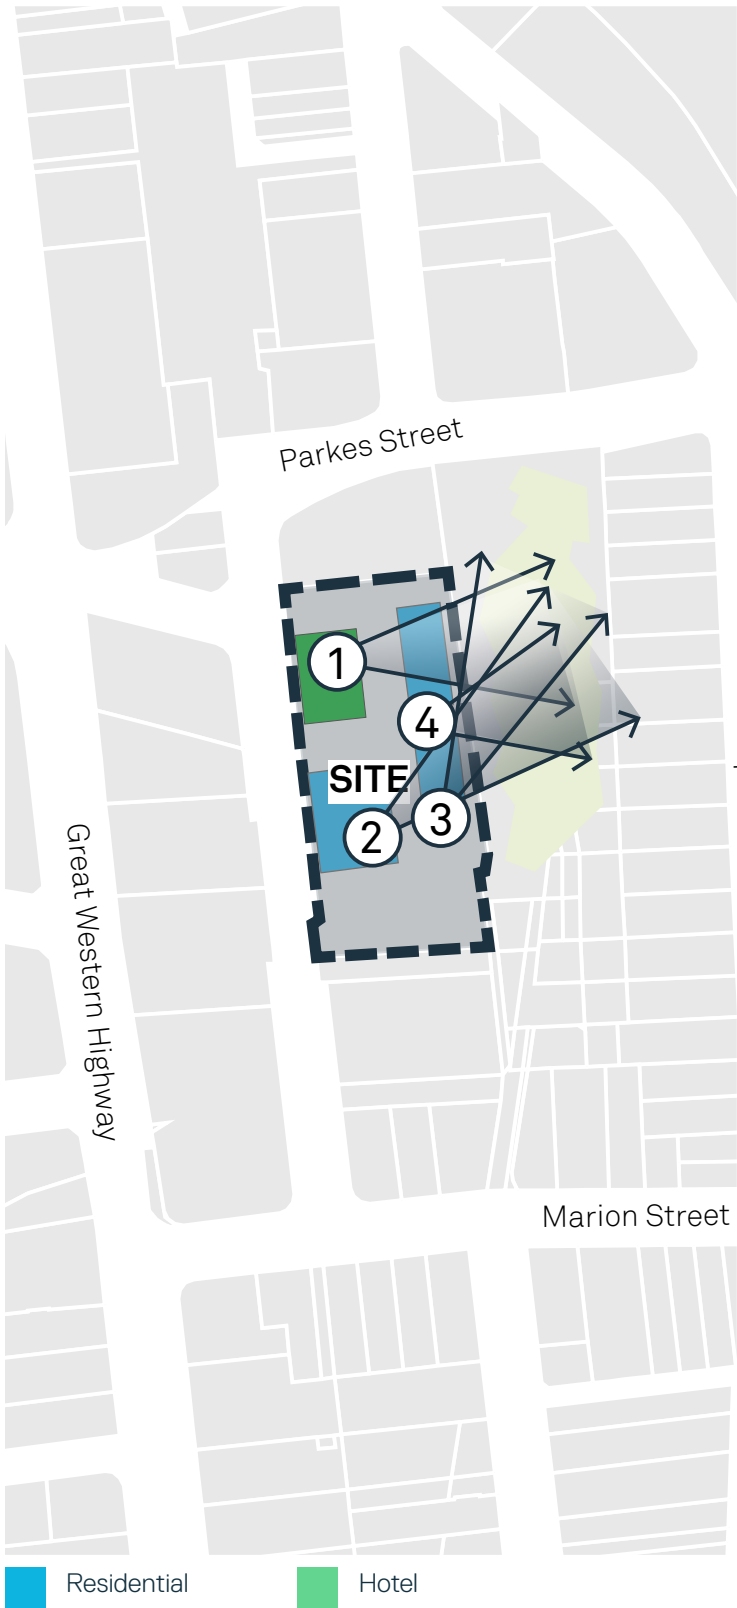 Parkes Street
1
4
SITE
2
3
Great Western Highway
Marion Street
Residential
Hotel